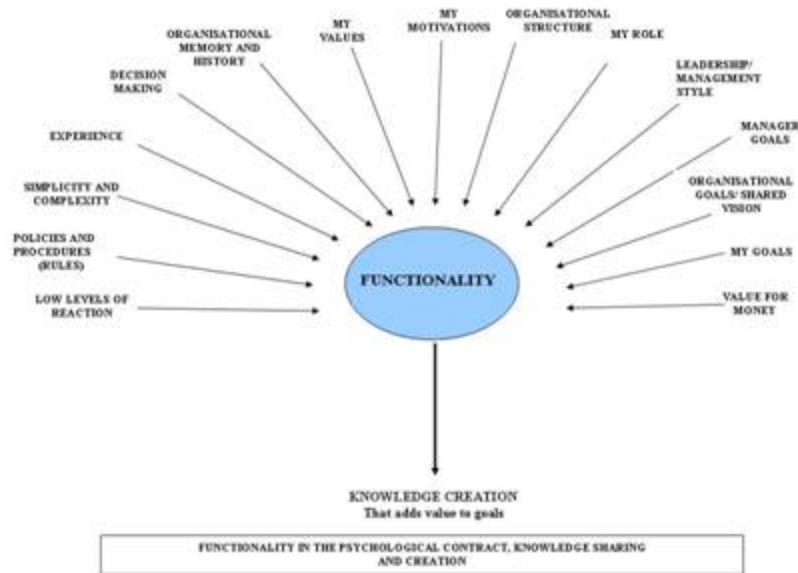 MY
VALUES
MY
MOTIVATIONS
ORGANISATIONAL
STRUCTURE
MY ROLE
ORGANISATIONAL
MEMORY AND
HISTORY
LEADERSHIP/
MANAGEMENT
STYLE
DECISION
MAKING
MANAGER
GOALS
EXPERIENCE
ORGANISATIONAL
GOALS/ SHARED
VISION
SIMPLICITY AND
COMPLEXITY
POLICIES AND
PROCEDURES
(RULES)
MY GOALS
LOW LEVELS OF
REACTION
VALUE FOR
MONEY
FUNCTIONALITY
KNOWLEDGE CREATION
That adds value to goals
FUNCTIONALITY IN THE PSYCHOLOGICAL CONTRACT, KNOWLEDGE SHARING
AND CREATION